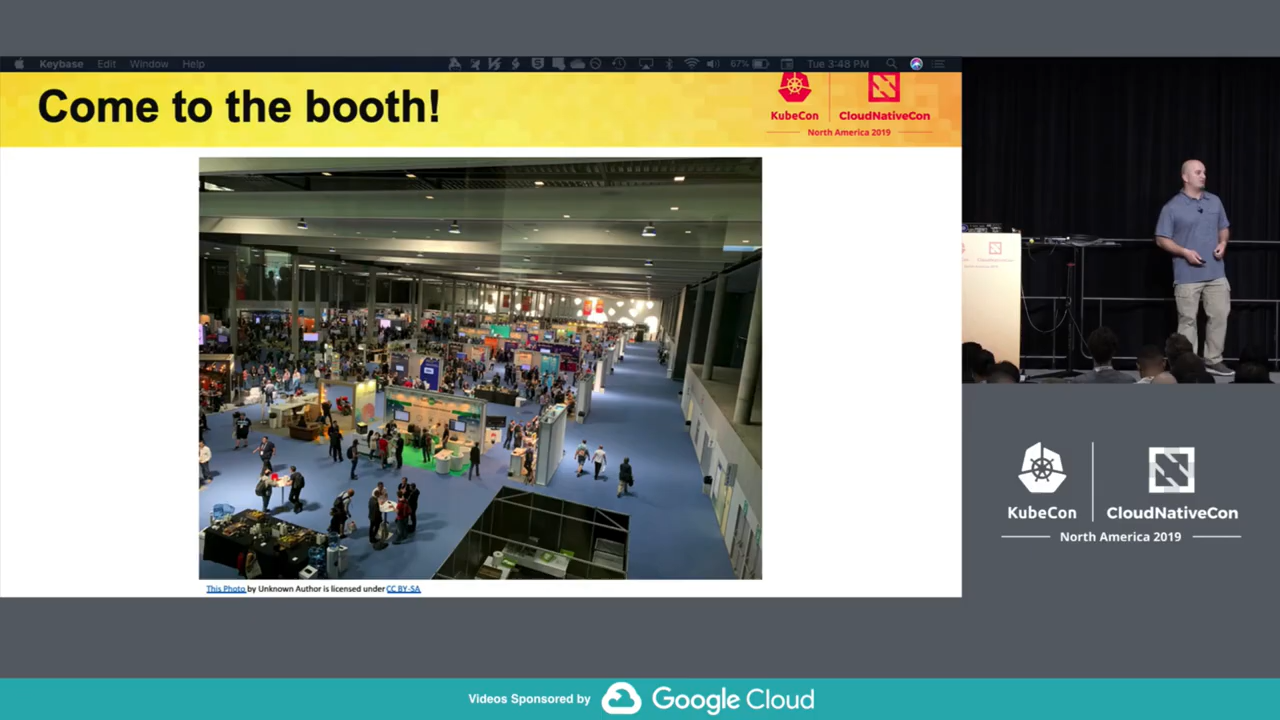 Keybase Edit Window Help 67% Tue 3:48 PM
Come to the booth!
KubeCon CloudNativeCon
North America 2019
This Photo by Unknown Author is licensed under CC BY-SA
KubeCon CloudNativeCon
North America 2019
Videos Sponsored by Google Cloud